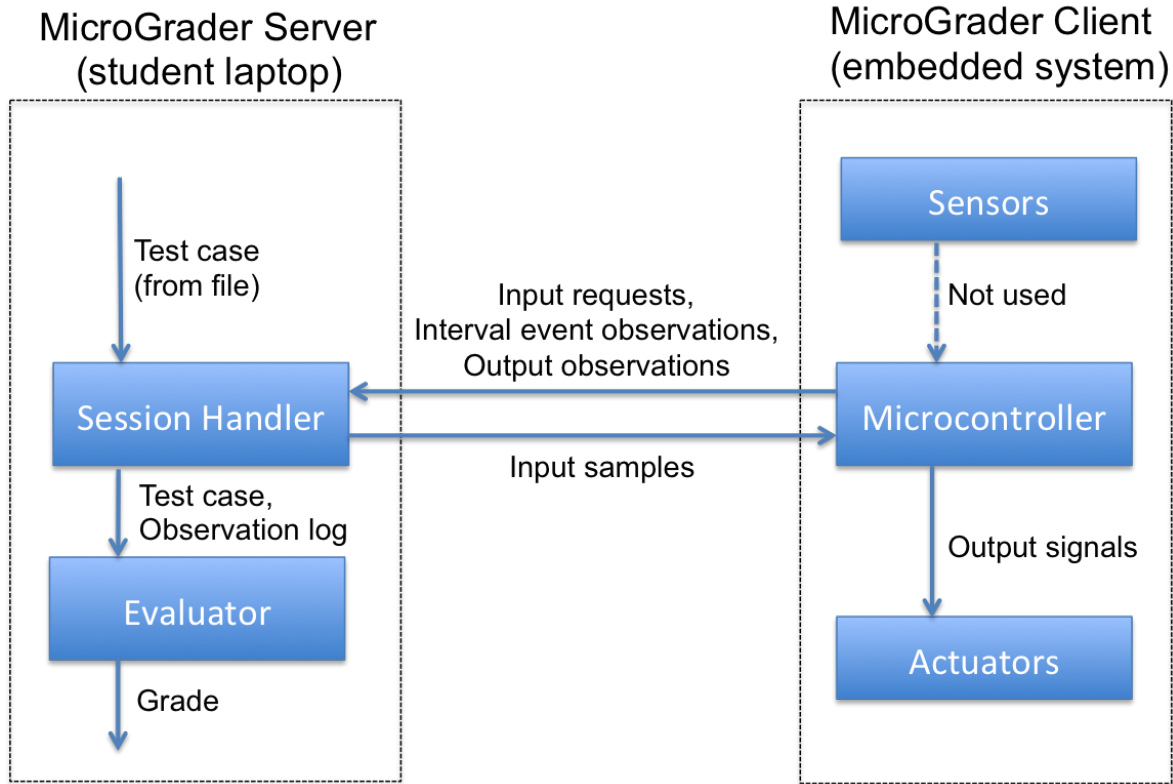 MicroGrader Server
(student laptop)
MicroGrader Client
(embedded system)
Test case
(from file)
Session Handler
Test case,
Observation log
Evaluator
Grade
Input requests,
Interval event observations,
Output observations
Input samples
Sensors
Not used
Microcontroller
Output signals
Actuators